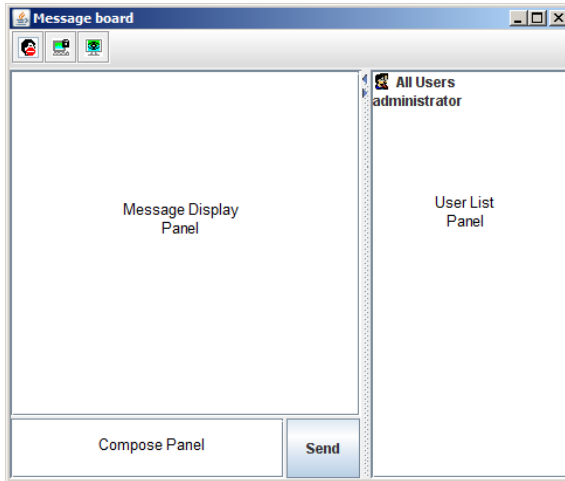 Message board
All Users
administrator
Message Display
Panel
User List
Panel
Compose Panel
Send